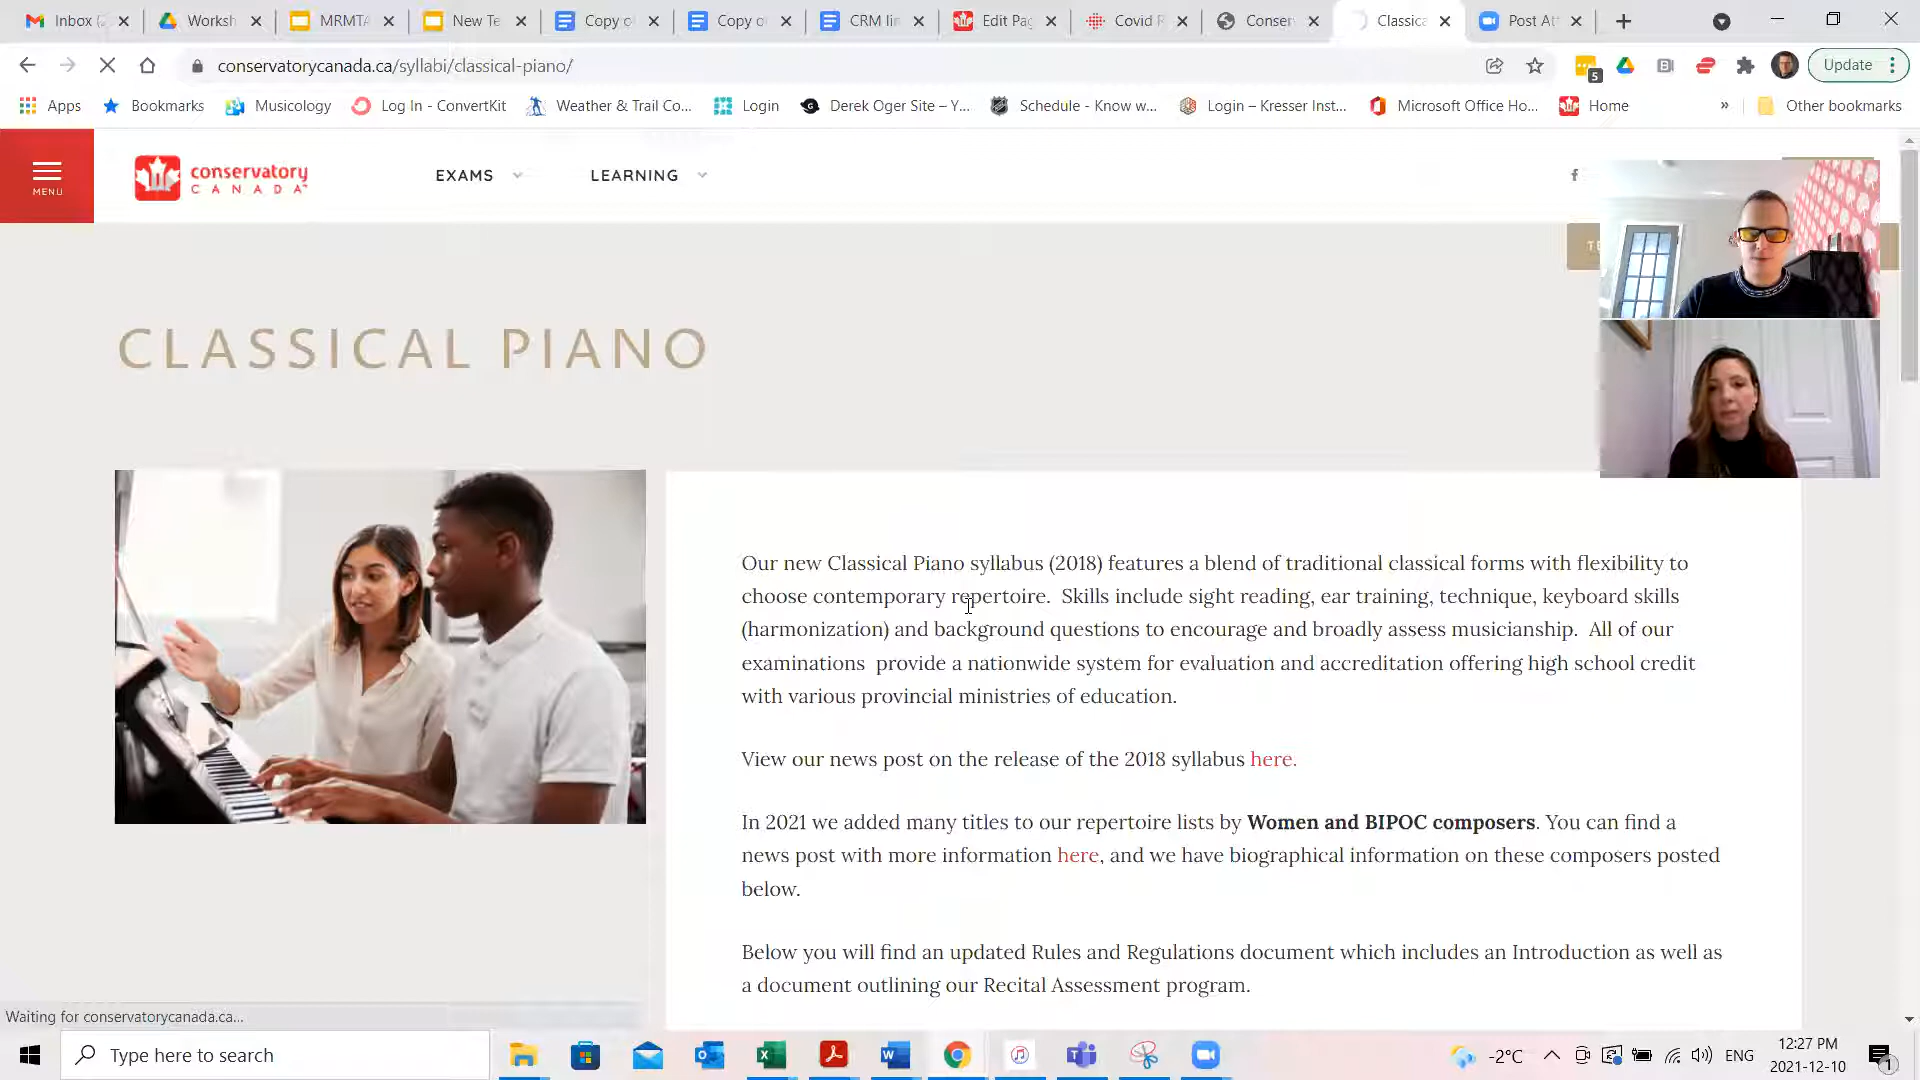 Inbox (
Worksh
MRMTA
New Te
Copy o
Copy o
CRM lin
Edit Pag
Covid R
Conser
Classica
Post At
conservatorycanada.ca/syllabi/classical-piano/
5
Update
Apps
Bookmarks
Musicology
Log In - ConvertKit
Weather & Trail Co...
Login
Derek Oger Site – Y...
Schedule - Know w...
Login – Kresser Inst...
Microsoft Office Ho...
Home
»
Other bookmarks
MENU
conservatory
CANADA
EXAMS
LEARNING
CLASSICAL PIANO
Our new Classical Piano syllabus (2018) features a blend of traditional classical forms with flexibility to
choose contemporary repertoire.  Skills include sight reading, ear training, technique, keyboard skills
(harmonization) and background questions to encourage and broadly assess musicianship.  All of our
examinations  provide a nationwide system for evaluation and accreditation offering high school credit
with various provincial ministries of education.
View our news post on the release of the 2018 syllabus here.
In 2021 we added many titles to our repertoire lists by Women and BIPOC composers. You can find a
news post with more information here, and we have biographical information on these composers posted
below.
Below you will find an updated Rules and Regulations document which includes an Introduction as well as
a document outlining our Recital Assessment program.
Waiting for conservatorycanada.ca...
Type here to search
-2°C
ENG
12:27 PM
2021-12-10
1